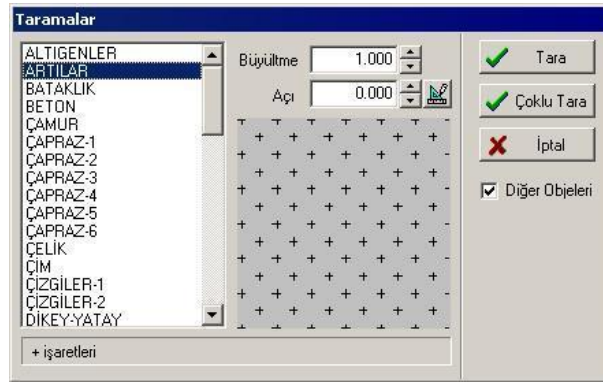 Taramalar
ALTIGENLER
ARTILAR
BATAKLIK
BETON
ÇAMUR
ÇAPRAZ-1
ÇAPRAZ-2
ÇAPRAZ-3
ÇAPRAZ-4
ÇAPRAZ-5
ÇAPRAZ-6
ÇELİK
ÇİM
ÇİZGİLER-1
ÇİZGİLER-2
DİKEY-YATAY
Büyültme 1.000
Açı 0.000
Tara
Çoklu Tara
İptal
Diğer Objeleri
+ işaretleri